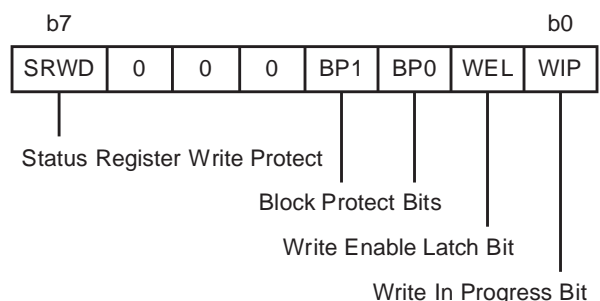 b7 b0
SRWD 0 0 0 BP1 BP0 WEL WIP
Status Register Write Protect
Block Protect Bits
Write Enable Latch Bit
Write In Progress Bit